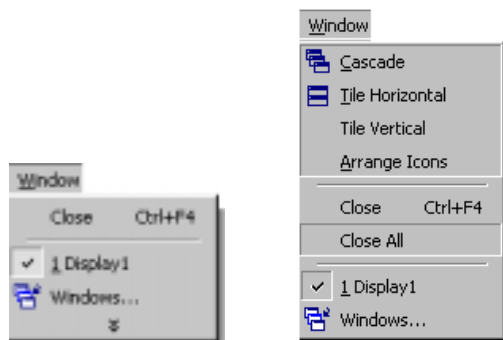 Window
Close Ctrl+F4
1 Display1
Windows...
Window
Cascade
Tile Horizontal
Tile Vertical
Arrange Icons
Close Ctrl+F4
Close All
1 Display1
Windows...